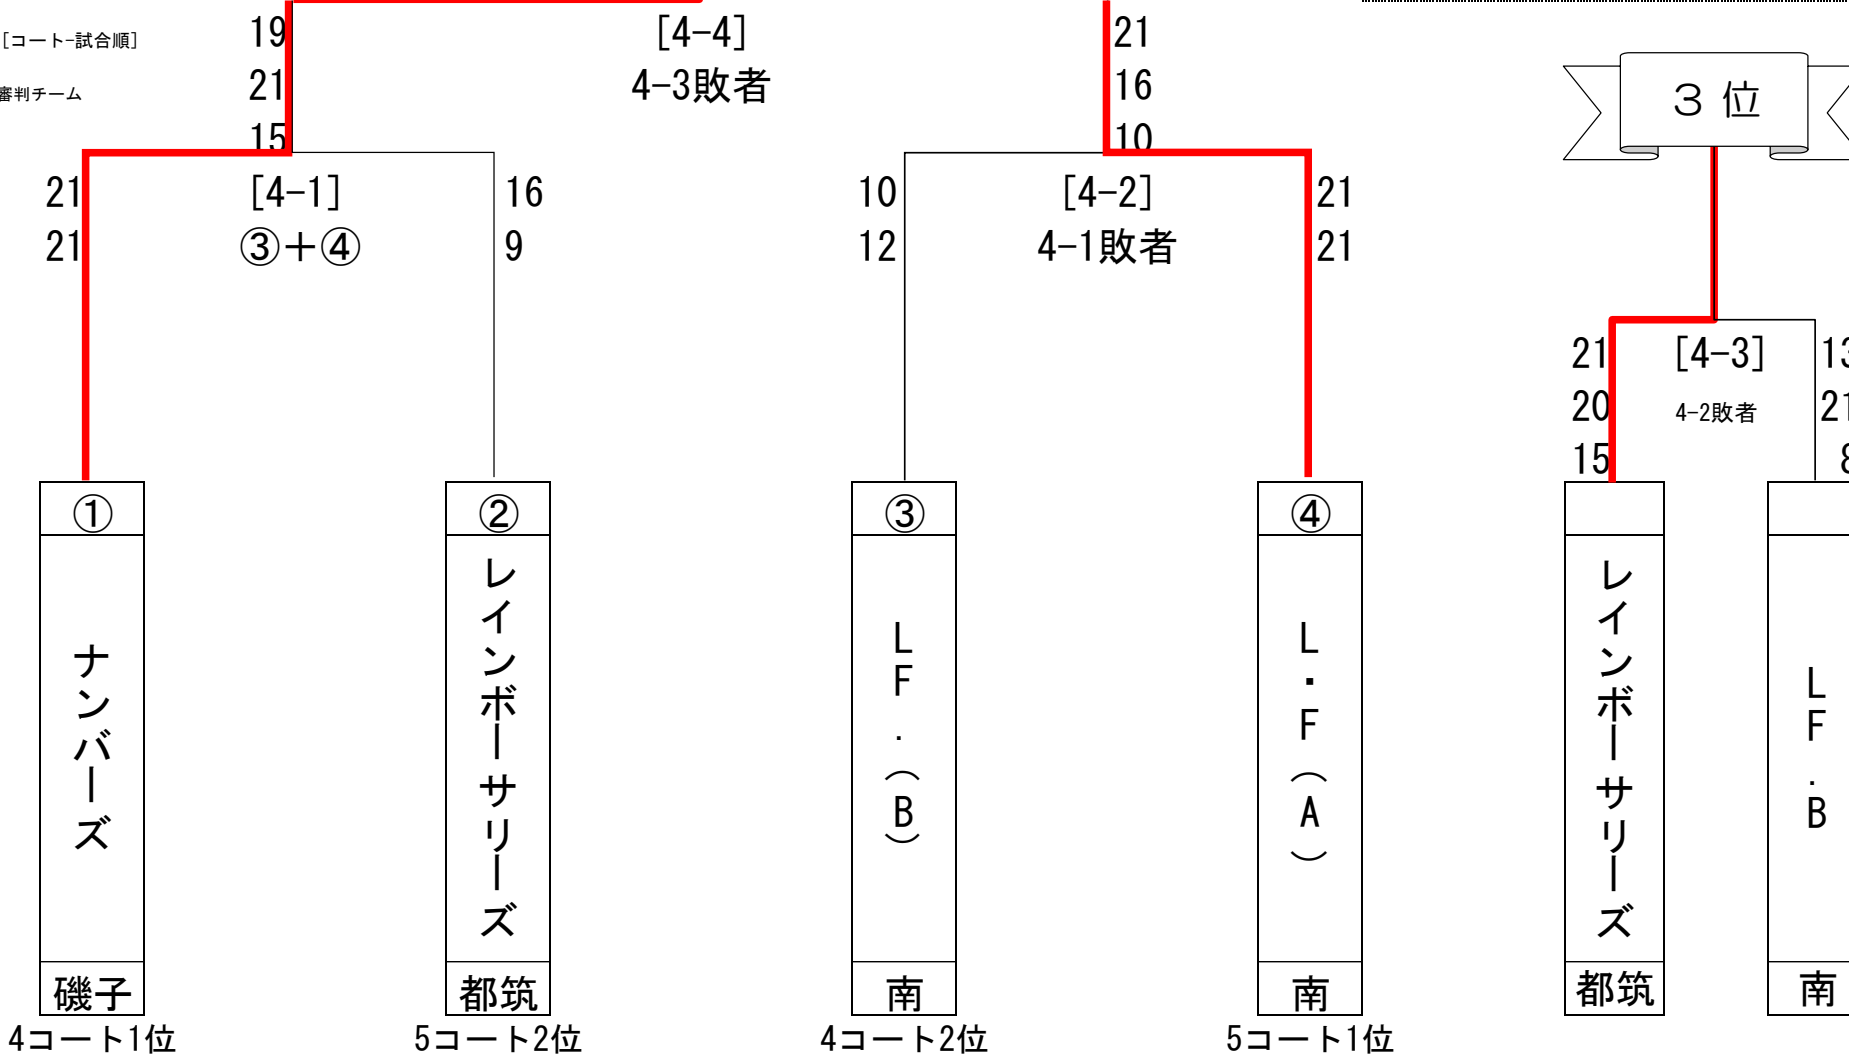 [コート-試合順] 19 [4-4] 21
審判チーム 21 4-3敗者 16
15 10
3位
21 [4-1] 16 10 [4-2] 21
21 ③+④ 9 12 4-1敗者 21
21 [4-3] 13
20 4-2敗者 21
15 8
① ② ③ ④
ナンバーズ
レインボーサリーズ
LF.(B)
L・F(A)
レインボーサリーズ
LF.B
磯子 都筑 南 南 都筑 南
4コート1位 5コート2位 4コート2位 5コート1位